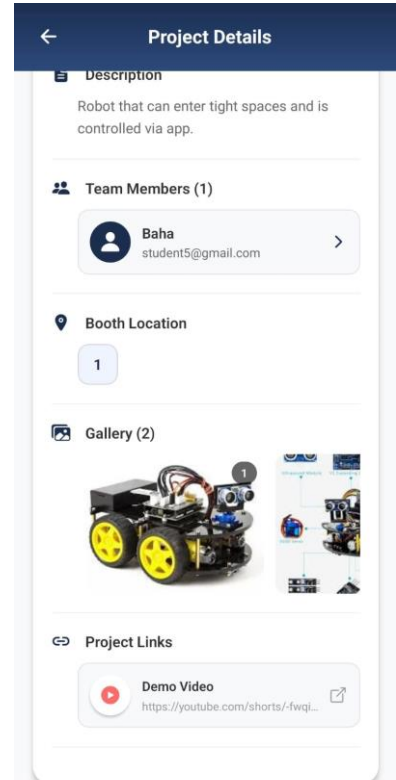 Project Details
Description
Robot that can enter tight spaces and is
controlled via app.
Team Members (1)
Baha
student5@gmail.com
Booth Location
1
Gallery (2)
1
Project Links
Demo Video
https://youtube.com/shorts/-fwqi...